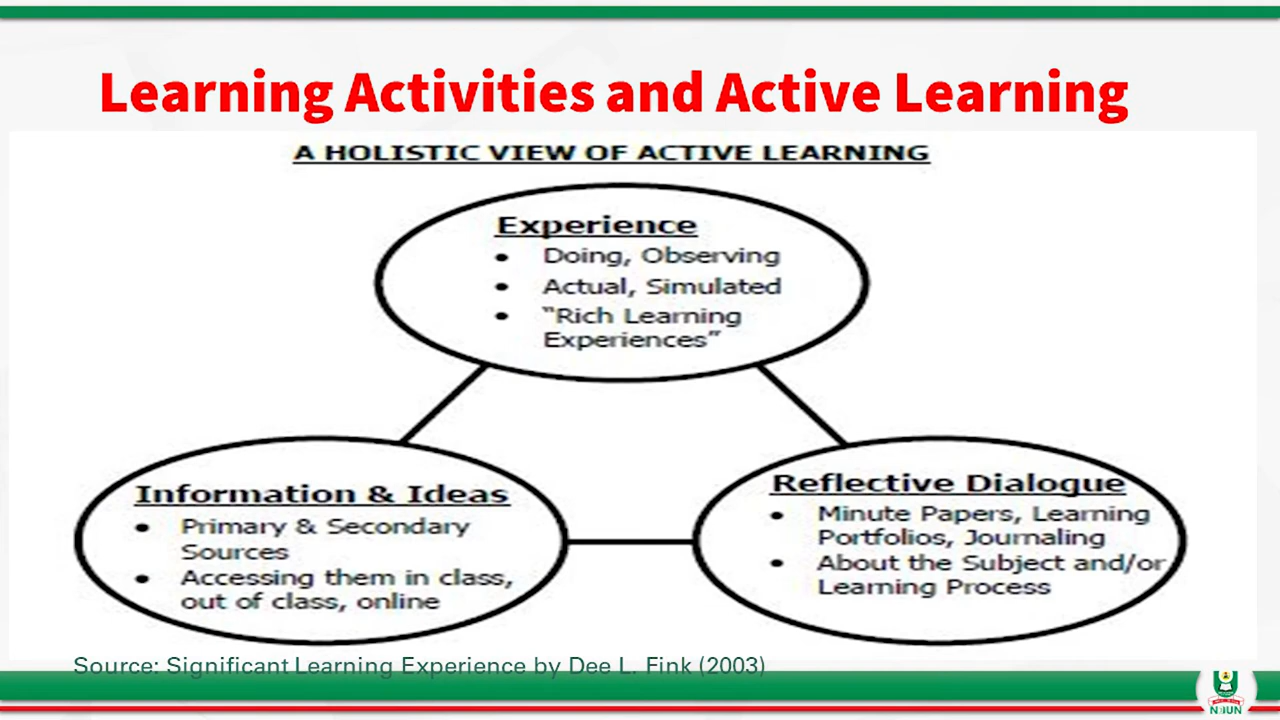 Learning Activities and Active Learning
A HOLISTIC VIEW OF ACTIVE LEARNING
Experience
• Doing, Observing
• Actual, Simulated
• “Rich Learning
Experiences”
Information & Ideas
• Primary & Secondary
Sources
• Accessing them in class,
out of class, online
Reflective Dialogue
• Minute Papers, Learning
Portfolios, Journaling
• About the Subject and/or
Learning Process
Source: Significant Learning Experience by Dee L. Fink (2003)